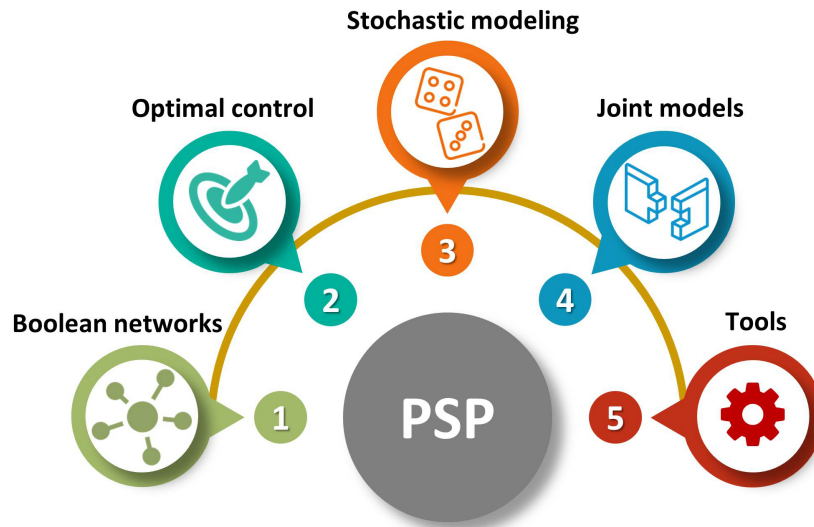 Stochastic modeling
Optimal control
Joint models
3
2
4
Boolean networks
Tools
1
PSP
5